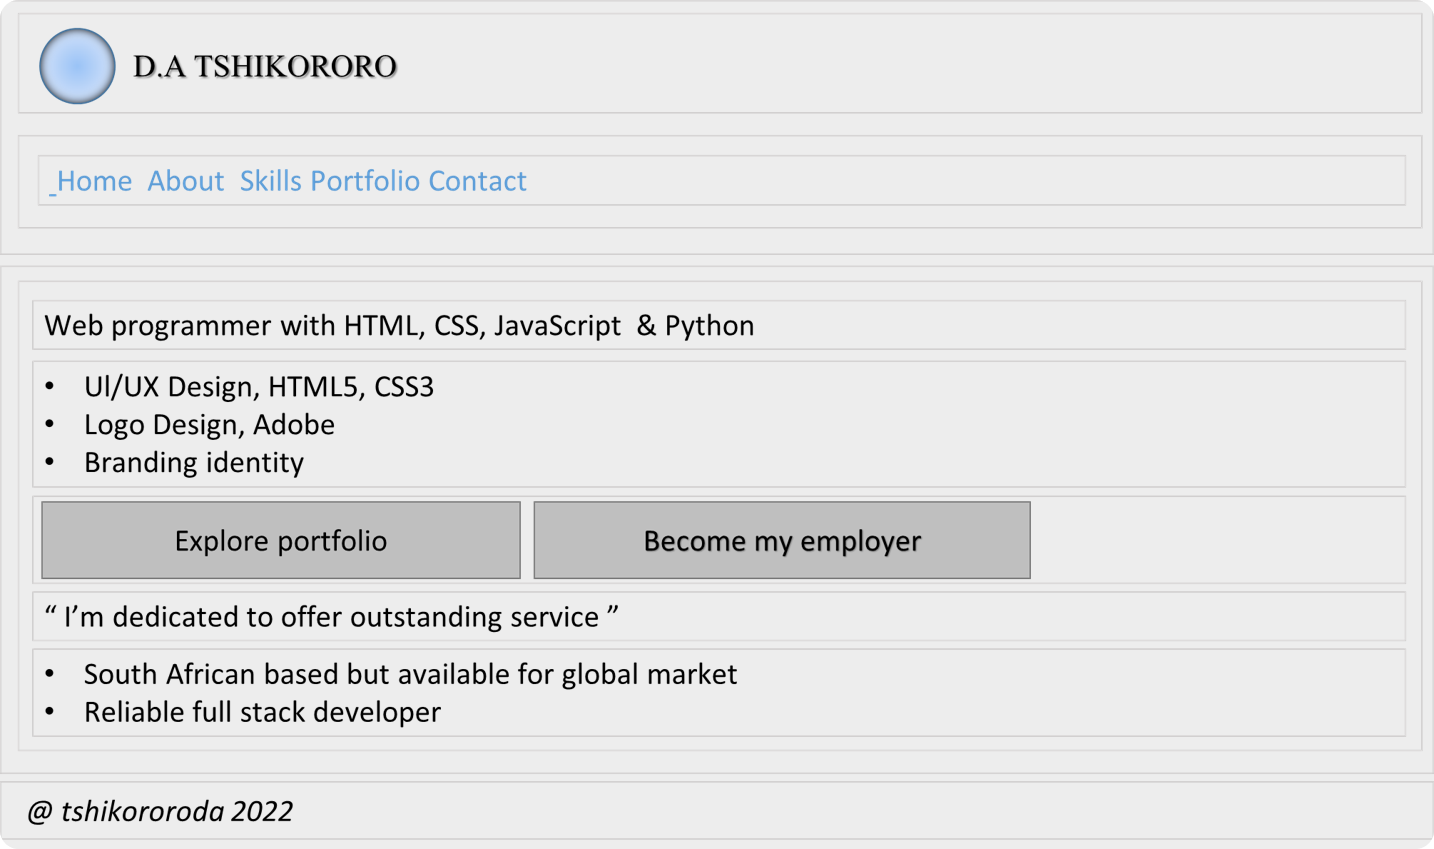 D.A TSHIKORORO
Home About Skills Portfolio Contact
Web programmer with HTML, CSS, JavaScript & Python
• UI/UX Design, HTML5, CSS3
• Logo Design, Adobe
• Branding identity
Explore portfolio
Become my employer
“ I’m dedicated to offer outstanding service ”
• South African based but available for global market
• Reliable full stack developer
@ tshikororoda 2022